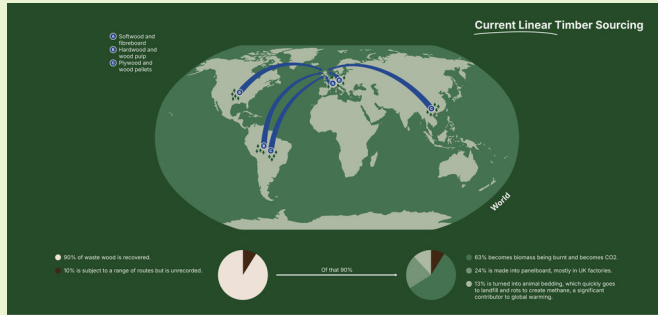 Current Linear Timber Sourcing
A Softwood and
fibreboard
B Hardwood and
wood pulp
C Plywood and
wood pellets
World
90% of waste wood is recovered.
10% is subject to a range of routes but is unrecorded.
Of that 90%
63% becomes biomass being burnt and becomes CO2.
24% is made into panelboard, mostly in UK factories.
13% is turned into animal bedding, which quickly goes
to landfill and rots to create methane, a significant
contributor to global warming.